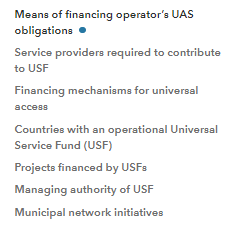 Means of financing operator's UAS
obligations
Service providers required to contribute
to USF
Financing mechanisms for universal
access
Countries with an operational Universal
Service Fund (USF)
Projects financed by USFs
Managing authority of USF
Municipal network initiatives